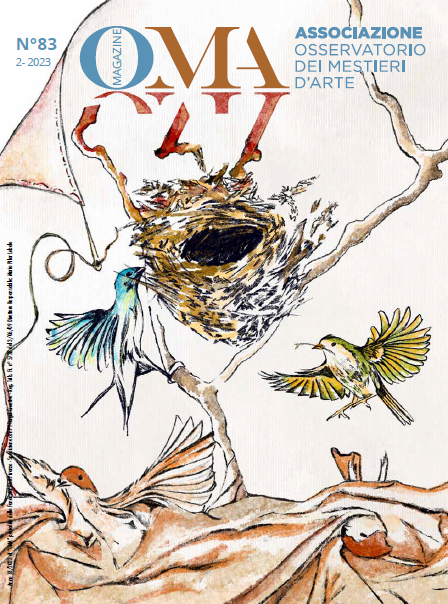 N°83
2- 2023
OMA
MAGAZINE
ASSOCIAZIONE
OSSERVATORIO
DEI MESTIERI
D'ARTE